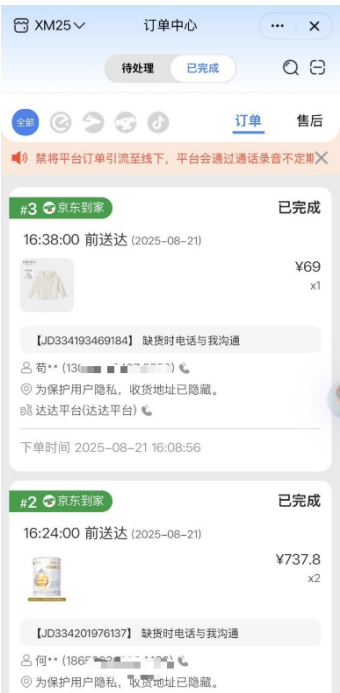 XM25
订单中心
待处理 已完成
全部
订单 售后
禁将平台订单引流至线下，平台会通过通话录音不定期
#3 京东到家 已完成
16:38:00 前送达 (2025-08-21)
¥69
x1
【JD334193469184】 缺货时电话与我沟通
苟**
为保护用户隐私，收货地址已隐藏。
达达平台(达达平台)
下单时间 2025-08-21 16:08:56
#2 京东到家 已完成
16:24:00 前送达 (2025-08-21)
¥737.8
x2
【JD334201976137】 缺货时电话与我沟通
何**
为保护用户隐私，收货地址已隐藏。